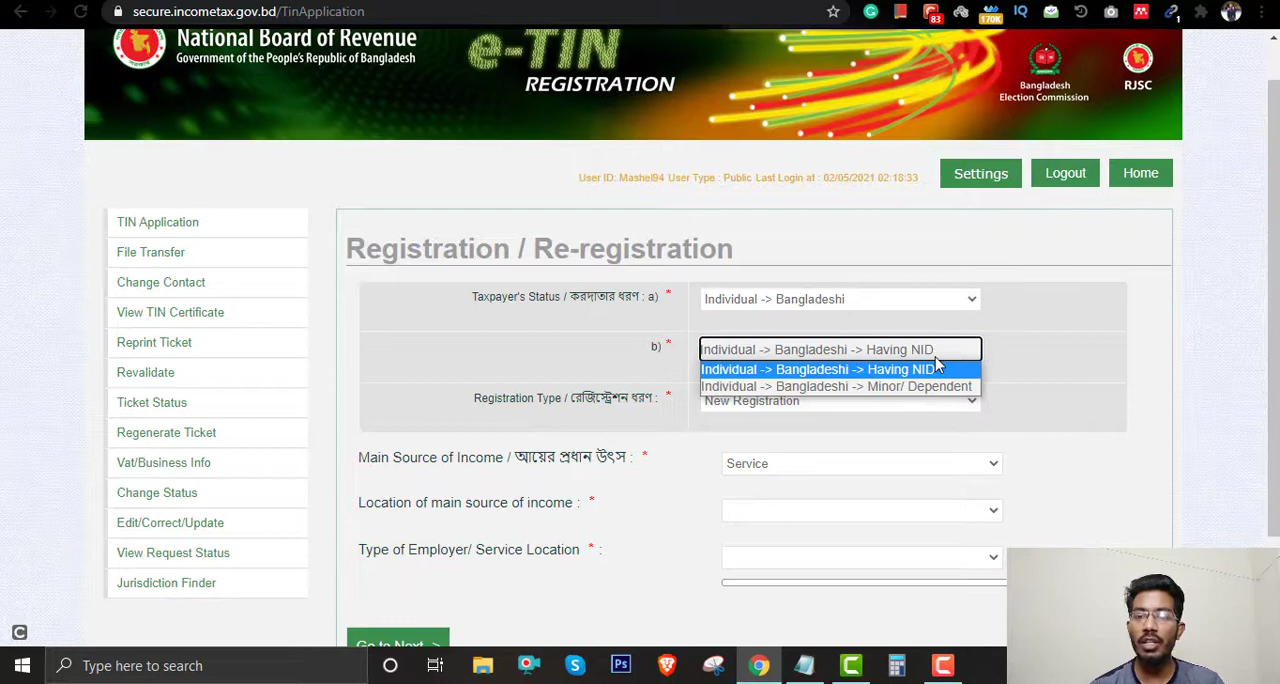 secure.incometax.gov.bd/TinApplication
83
170K
1
National Board of Revenue
Government of the People's Republic of Bangladesh
e-TIN
REGISTRATION
Bangladesh
Election Commission
RJSC
User ID: Mashel94 User Type : Public Last Login at : 02/05/2021 02:18:33
Settings
Logout
Home
TIN Application
File Transfer
Change Contact
View TIN Certificate
Reprint Ticket
Revalidate
Ticket Status
Regenerate Ticket
Vat/Business Info
Change Status
Edit/Correct/Update
View Request Status
Jurisdiction Finder
Registration / Re-registration
Taxpayer's Status / করদাতার ধরণ : a) *
Individual -> Bangladeshi
b) *
Individual -> Bangladeshi -> Having NID
Individual -> Bangladeshi -> Having NID
Individual -> Bangladeshi -> Minor/ Dependent
Registration Type / রেজিস্ট্রেশন ধরণ : *
New Registration
Main Source of Income / আয়ের প্রধান উৎস : *
Service
Location of main source of income : *
Type of Employer/ Service Location * :
Go to Next >
Type here to search